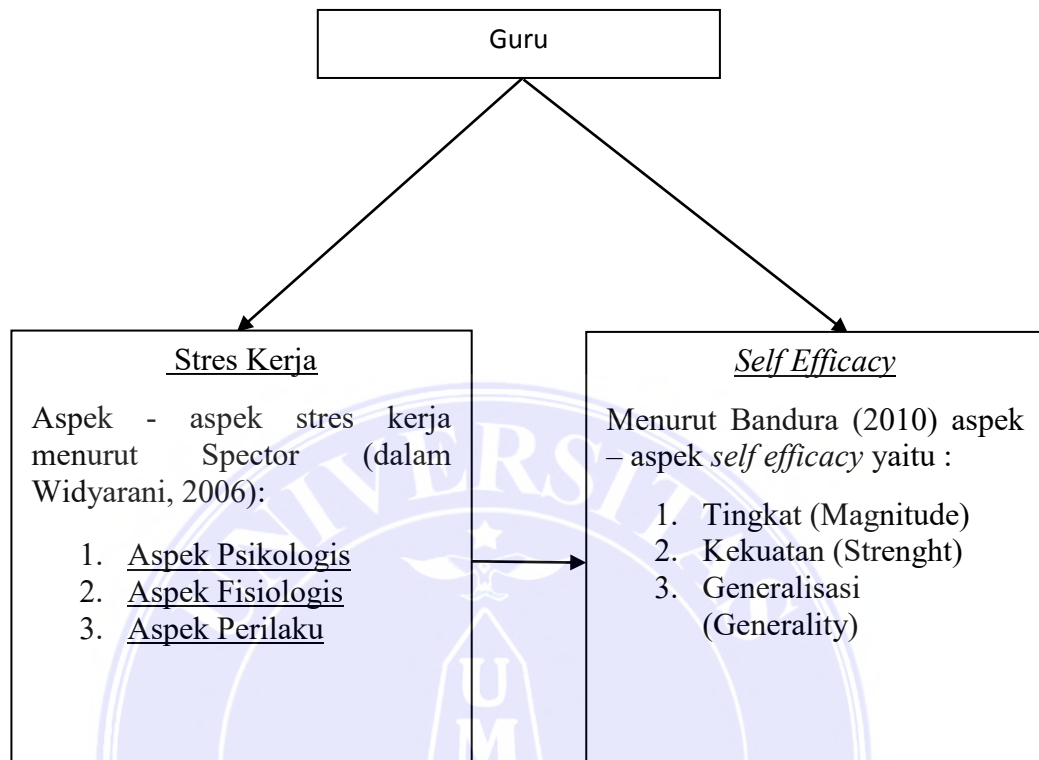 Guru
Stres Kerja
Aspek - aspek stres kerja
menurut Spector (dalam
Widyarani, 2006):
1. Aspek Psikologis
2. Aspek Fisiologis
3. Aspek Perilaku
Self Efficacy
Menurut Bandura (2010) aspek
– aspek self efficacy yaitu :
1. Tingkat (Magnitude)
2. Kekuatan (Strenght)
3. Generalisasi
(Generality)
UNIVERSITAS
U
M